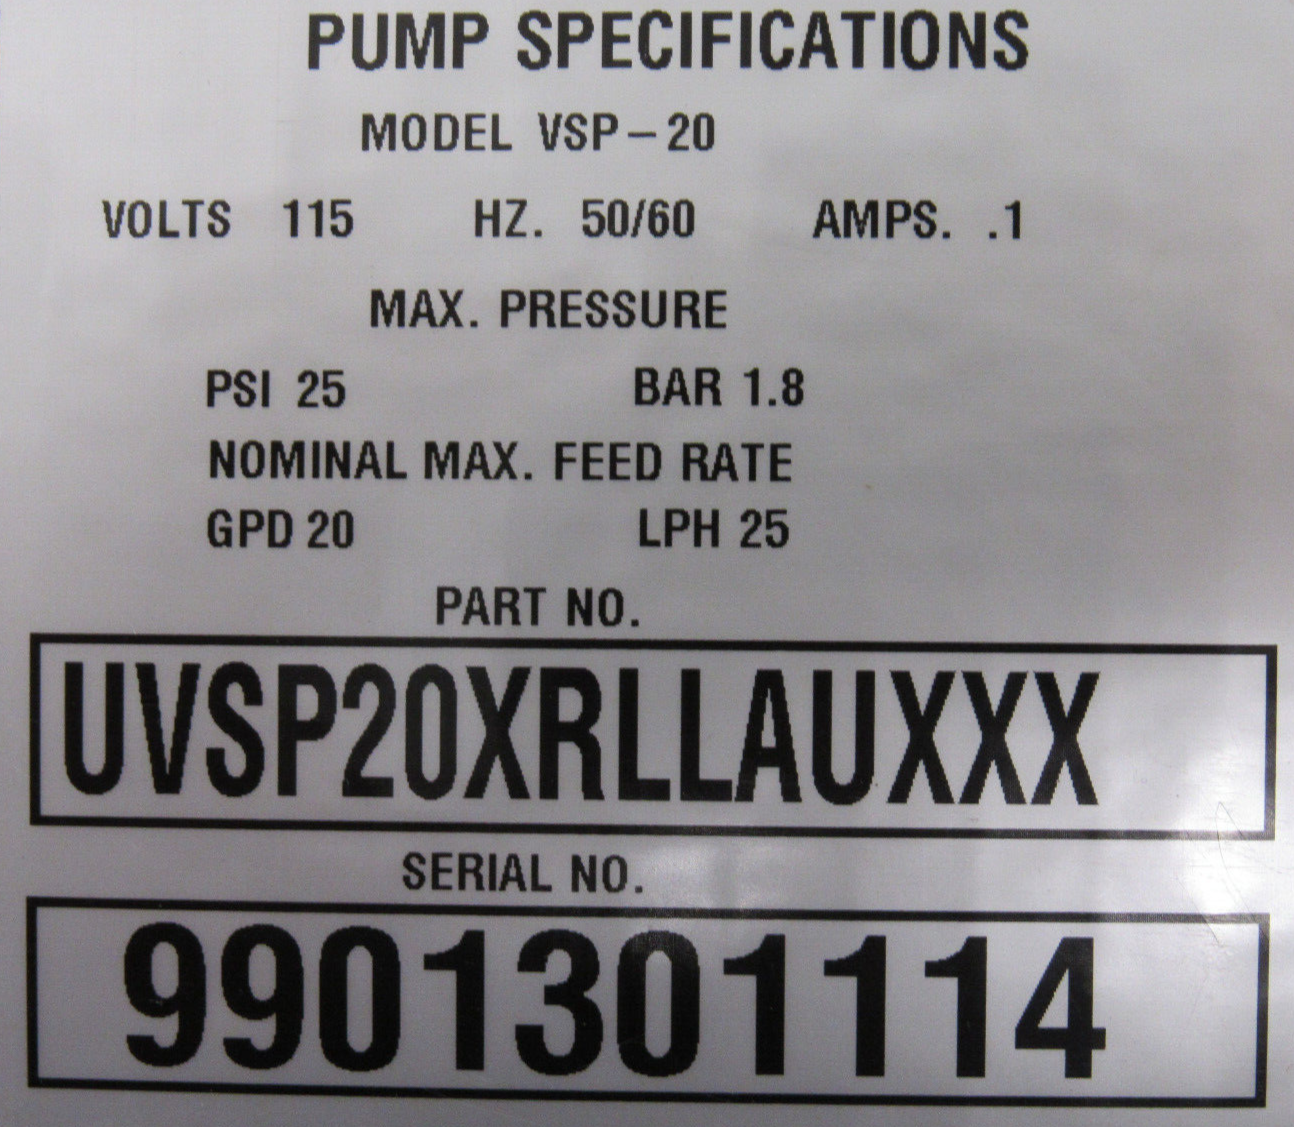 PUMP SPECIFICATIONS
MODEL VSP-20
VOLTS 115 HZ. 50/60 AMPS. .1
MAX. PRESSURE
PSI 25 BAR 1.8
NOMINAL MAX. FEED RATE
GPD 20 LPH 25
PART NO.
UVSP20XRLLAUXXX
SERIAL NO.
9901301114